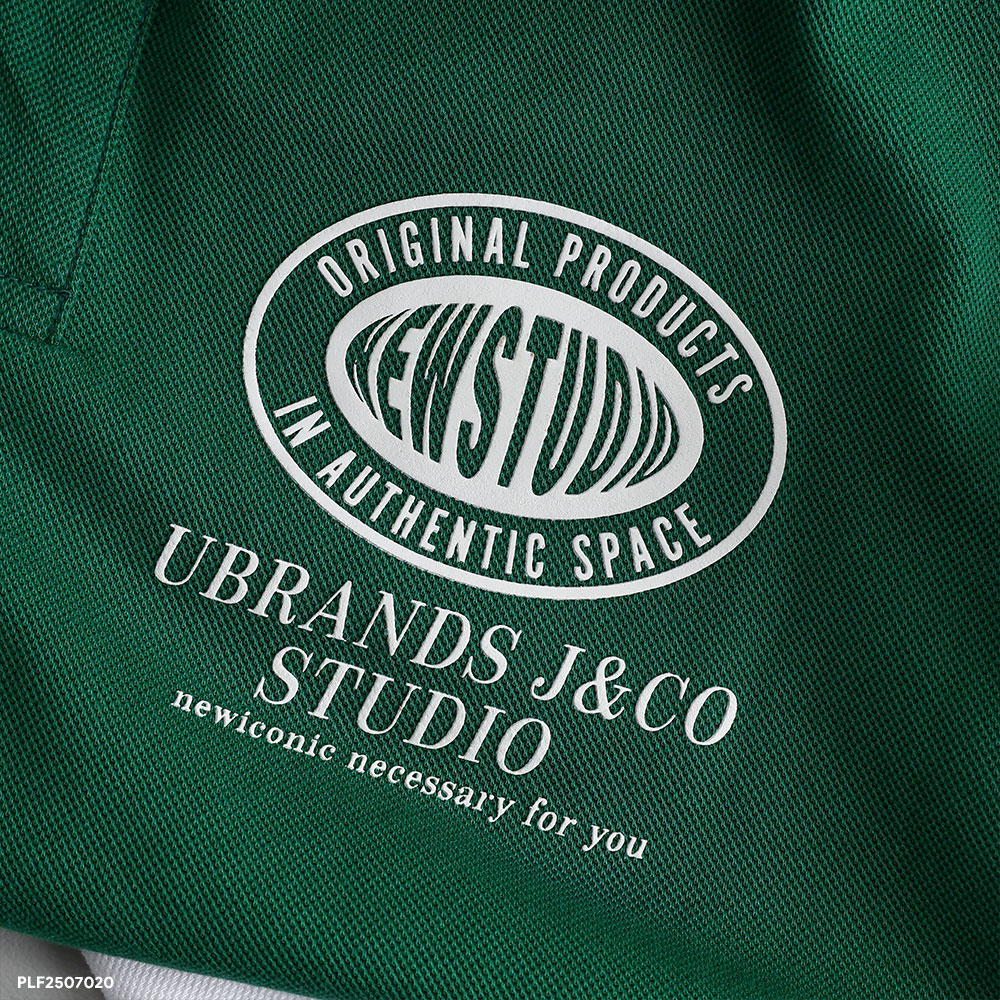 ORIGINAL PRODUCTS
NEWSTUDIO
IN AUTHENTIC SPACE
UBRANDS J&CO
STUDIO
newiconic necessary for you
PLF2507020